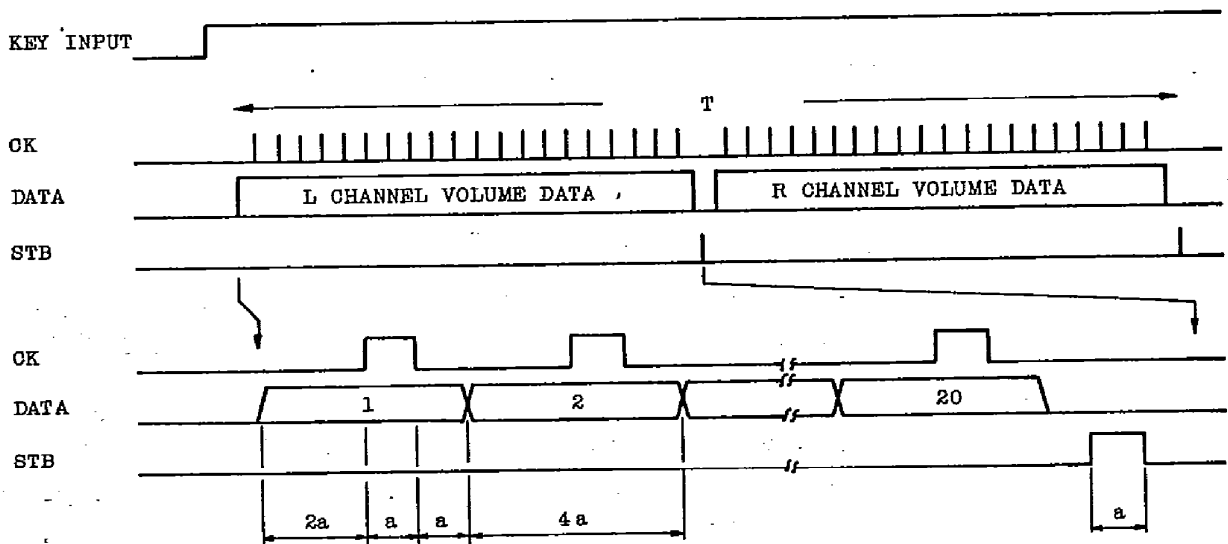 KEY INPUT
T
CK
DATA
L CHANNEL VOLUME DATA
R CHANNEL VOLUME DATA
STB
CK
DATA
1
2
20
STB
2a
a
a
4a
a